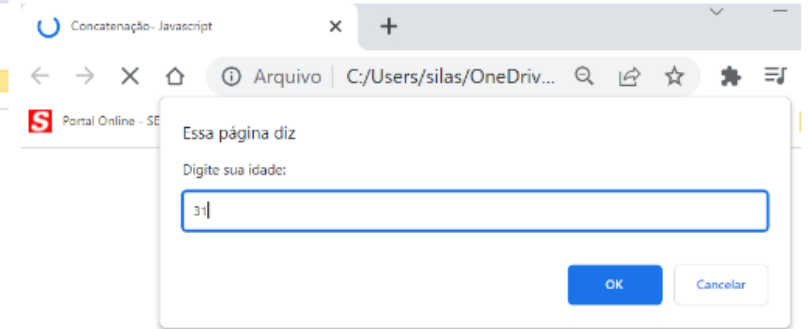 Concatenação- Javascript
Arquivo C:/Users/silas/OneDriv...
S Portal Online - SE
Essa página diz
Digite sua idade:
31
OK Cancelar